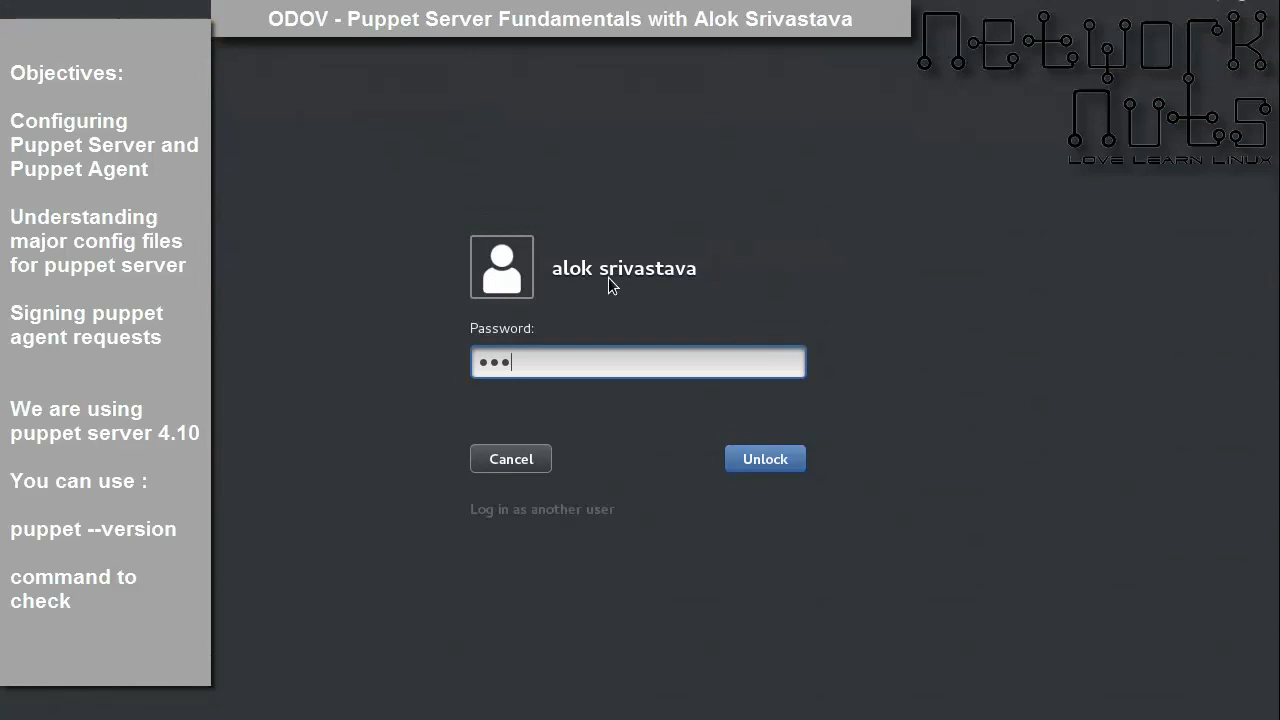 ODOV - Puppet Server Fundamentals with Alok Srivastava
NETWORK
NUTS
LOVE LEARN LINUX
Objectives:
Configuring
Puppet Server and
Puppet Agent
Understanding
major config files
for puppet server
Signing puppet
agent requests
We are using
puppet server 4.10
You can use :
puppet --version
command to
check
alok srivastava
Password:
Cancel
Unlock
Log in as another user